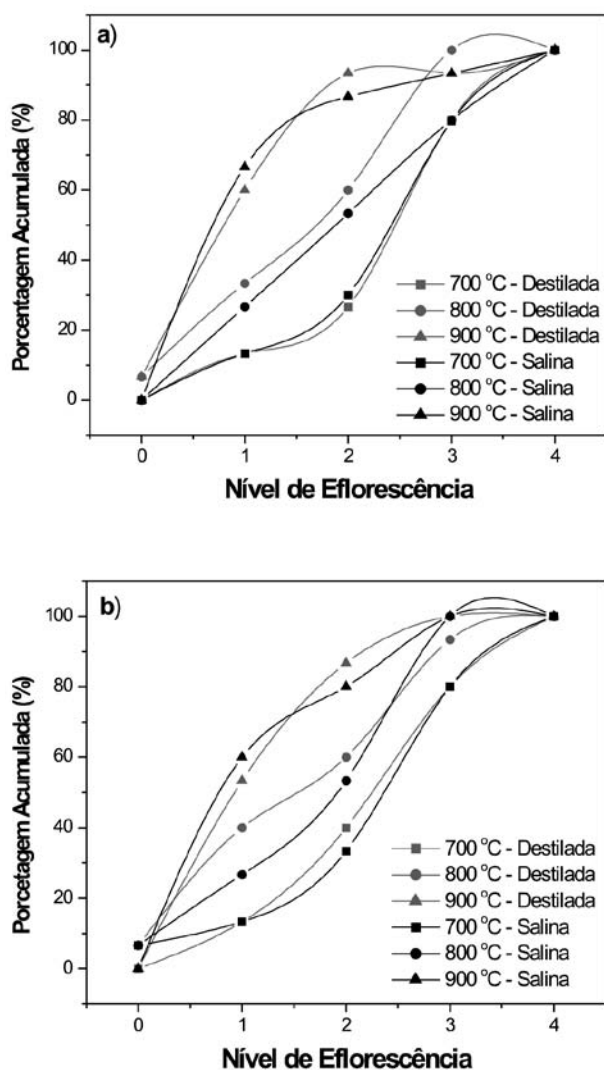 a)
Porcentagem Acumulada (%)
100
80
60
40
20
0
700 °C - Destilada
800 °C - Destilada
900 °C - Destilada
700 °C - Salina
800 °C - Salina
900 °C - Salina
0 1 2 3 4
Nível de Eflorescência
b)
Porcetagem Acumulada (%)
100
80
60
40
20
0
700 °C - Destilada
800 °C - Destilada
900 °C - Destilada
700 °C - Salina
800 °C - Salina
900 °C - Salina
0 1 2 3 4
Nível de Eflorescência